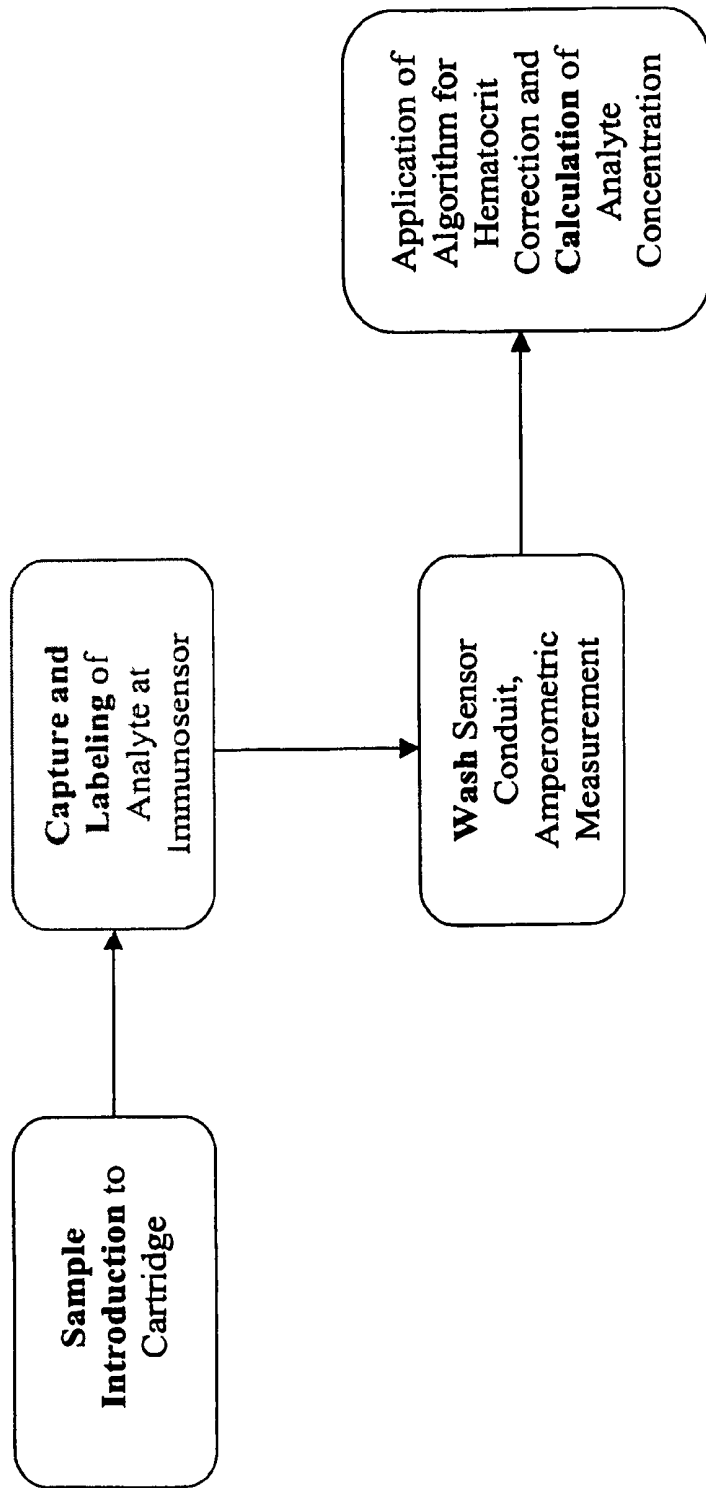 Sample
Introduction to
Cartridge
Capture and
Labeling of
Analyte at
Immunosensor
Wash Sensor
Conduit,
Amperometric
Measurement
Application of
Algorithm for
Hematocrit
Correction and
Calculation of
Analyte
Concentration